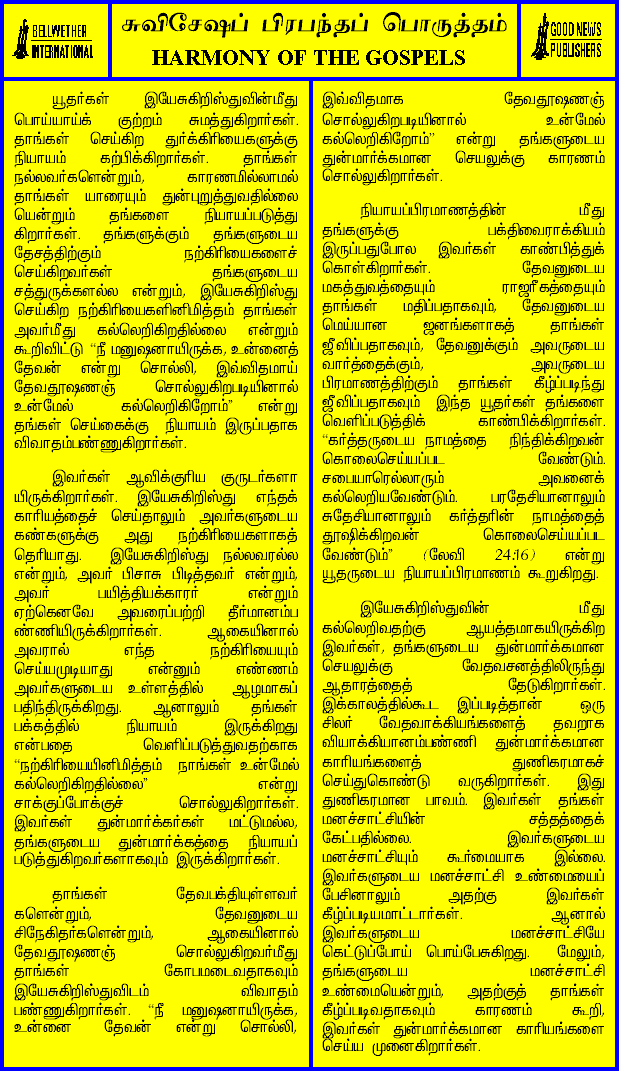 BELLWETHER
INTERNATIONAL
சுவிசேஷப் பிரபந்தப் பொருத்தம்
HARMONY OF THE GOSPELS
GOOD NEWS
PUBLISHERS
யூதர்கள் இயேசுகிறிஸ்துவின்மீது
பொய்யாய்க் குற்றம் சுமத்துகிறார்கள்.
தாங்கள் செய்கிற துர்க்கிரியைகளுக்கு
நியாயம் கற்பிக்கிறார்கள். தாங்கள்
நல்லவர்களென்றும், காரணமில்லாமல்
தாங்கள் யாரையும் துன்புறுத்துவதில்லை
யென்றும் தங்களை நியாயப்படுத்து
கிறார்கள். தங்களுக்கும் தங்களுடைய
தேசத்திற்கும் நற்கிரியைகளைச்
செய்கிறவர்கள் தங்களுடைய
சத்துருக்களல்ல என்றும், இயேசுகிறிஸ்து
செய்கிற நற்கிரியைகளினிமித்தம் தாங்கள்
அவர்மீது கல்லெறிகிறதில்லை என்றும்
கூறிவிட்டு “நீ மனுஷனாயிருக்க, உன்னைத்
தேவன் என்று சொல்லி, இவ்விதமாய்
தேவதூஷணஞ் சொல்லுகிறபடியினால்
உன்மேல் கல்லெறிகிறோம்” என்று
தங்கள் செய்கைக்கு நியாயம் இருப்பதாக
விவாதம்பண்ணுகிறார்கள்.
இவர்கள் ஆவிக்குரிய குருடர்களா
யிருக்கிறார்கள். இயேசுகிறிஸ்து எந்தக்
காரியத்தைச் செய்தாலும் அவர்களுடைய
கண்களுக்கு அது நற்கிரியைகளாகத்
தெரியாது. இயேசுகிறிஸ்து நல்லவரல்ல
என்றும், அவர் பிசாசு பிடித்தவர் என்றும்,
அவர் பயித்தியக்காரர் என்றும்
ஏற்கெனவே அவரைப்பற்றி தீர்மானம்ப
ண்ணியிருக்கிறார்கள். ஆகையினால்
அவரால் எந்த நற்கிரியையும்
செய்யமுடியாது என்னும் எண்ணம்
அவர்களுடைய உள்ளத்தில் ஆழமாகப்
பதிந்திருக்கிறது. ஆனாலும் தங்கள்
பக்கத்தில் நியாயம் இருக்கிறது
என்பதை வெளிப்படுத்துவதற்காக
“நற்கிரியையினிமித்தம் நாங்கள் உன்மேல்
கல்லெறிகிறதில்லை” என்று
சாக்குப்போக்குச் சொல்லுகிறார்கள்.
இவர்கள் துன்மார்க்கர்கள் மட்டுமல்ல,
தங்களுடைய துன்மார்க்கத்தை நியாயப்
படுத்துகிறவர்களாகவும் இருக்கிறார்கள்.
தாங்கள் தேவபக்தியுள்ளவர்
களென்றும், தேவனுடைய
சிநேகிதர்களென்றும், ஆகையினால்
தேவதூஷணஞ் சொல்லுகிறவர்மீது
தாங்கள் கோபமடைவதாகவும்
இயேசுகிறிஸ்துவிடம் விவாதம்
பண்ணுகிறார்கள். “நீ மனுஷனாயிருக்க,
உன்னை தேவன் என்று சொல்லி,
இவ்விதமாக தேவதூஷணஞ்
சொல்லுகிறபடியினால் உன்மேல்
கல்லெறிகிறோம்” என்று தங்களுடைய
துன்மார்க்கமான செயலுக்கு காரணம்
சொல்லுகிறார்கள்.
நியாயப்பிரமாணத்தின் மீது
தங்களுக்கு பக்திவைராக்கியம்
இருப்பதுபோல இவர்கள் காண்பித்துக்
கொள்கிறார்கள். தேவனுடைய
மகத்துவத்தையும் ராஜரீகத்தையும்
தாங்கள் மதிப்பதாகவும், தேவனுடைய
மெய்யான ஜனங்களாகத் தாங்கள்
ஜீவிப்பதாகவும், தேவனுக்கும் அவருடைய
வார்த்தைக்கும், அவருடைய
பிரமாணத்திற்கும் தாங்கள் கீழ்ப்படிந்து
ஜீவிப்பதாகவும் இந்த யூதர்கள் தங்களை
வெளிப்படுத்திக் காண்பிக்கிறார்கள்.
“கர்த்தருடைய நாமத்தை நிந்திக்கிறவன்
கொலைசெய்யப்பட வேண்டும்.
சபையாரெல்லாரும் அவனைக்
கல்லெறியவேண்டும். பரதேசியானாலும்
சுதேசியானாலும் கர்த்தரின் நாமத்தைத்
தூஷிக்கிறவன் கொலைசெய்யப்பட
வேண்டும்” (லேவி 24:16) என்று
யூதருடைய நியாயப்பிரமாணம் கூறுகிறது.
இயேசுகிறிஸ்துவின் மீது
கல்லெறிவதற்கு ஆயத்தமாகயிருக்கிற
இவர்கள், தங்களுடைய துன்மார்க்கமான
செயலுக்கு வேதவசனத்திலிருந்து
ஆதாரத்தைத் தேடுகிறார்கள்.
இக்காலத்தில்கூட இப்படித்தான் ஒரு
சிலர் வேதவாக்கியங்களைத் தவறாக
வியாக்கியானம்பண்ணி துன்மார்க்கமான
காரியங்களைத் துணிகரமாகச்
செய்துகொண்டு வருகிறார்கள். இது
துணிகரமான பாவம். இவர்கள் தங்கள்
மனச்சாட்சியின் சத்தத்தைக்
கேட்பதில்லை. இவர்களுடைய
மனச்சாட்சியும் கூர்மையாக இல்லை.
இவர்களுடைய மனச்சாட்சி உண்மையைப்
பேசினாலும் அதற்கு இவர்கள்
கீழ்ப்படியமாட்டார்கள். ஆனால்
இவர்களுடைய மனச்சாட்சியே
கெட்டுப்போய் பொய்பேசுகிறது. மேலும்,
தங்களுடைய மனச்சாட்சி
உண்மையென்றும், அதற்குத் தாங்கள்
கீழ்ப்படிவதாகவும் காரணம் கூறி,
இவர்கள் துன்மார்க்கமான காரியங்களை
செய்ய முனைகிறார்கள்.